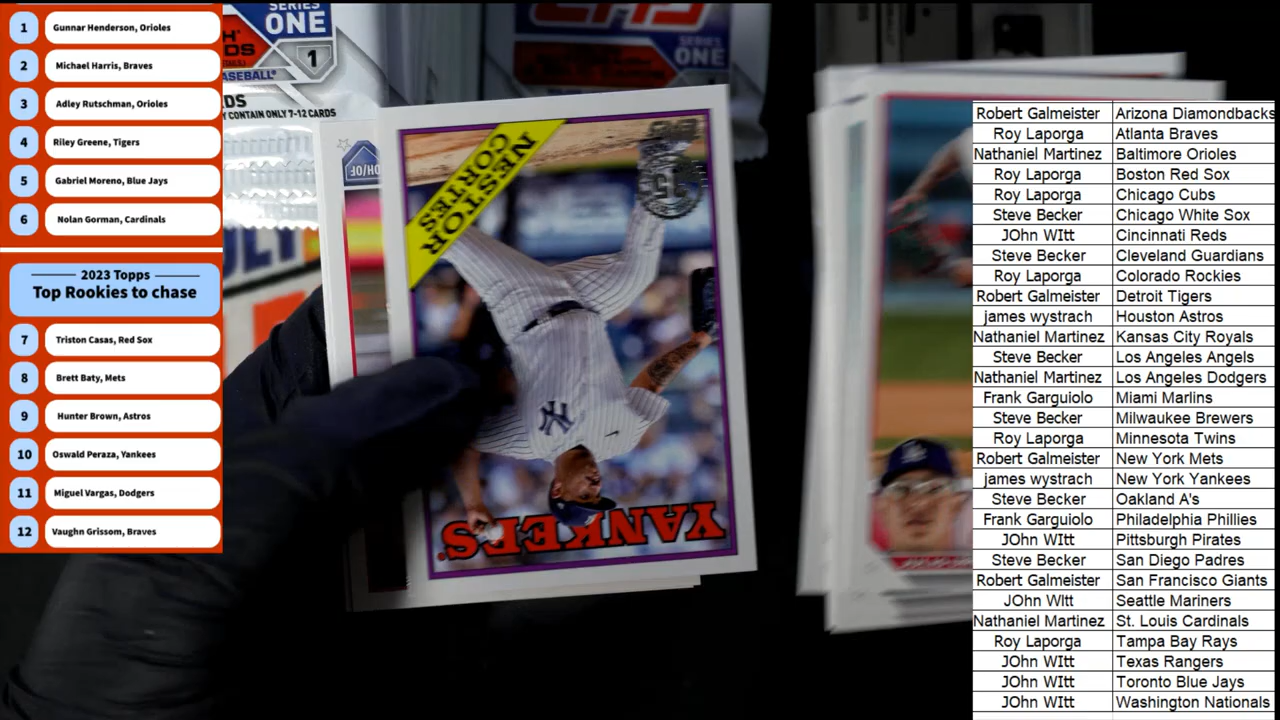 1 Gunnar Henderson, Orioles
2 Michael Harris, Braves
3 Adley Rutschman, Orioles
4 Riley Greene, Tigers
5 Gabriel Moreno, Blue Jays
6 Nolan Gorman, Cardinals
2023 Topps
Top Rookies to chase
7 Triston Casas, Red Sox
8 Brett Baty, Mets
9 Hunter Brown, Astros
10 Oswald Peraza, Yankees
11 Miguel Vargas, Dodgers
12 Vaughn Grissom, Braves
SERIES
ONE
1
BASEBALL
Y CONTAIN ONLY 7-12 CARDS
SERIES
ONE
DH/OF
NESTOR
CORTES
35
YANKEES
Robert Galmeister Arizona Diamondbacks
Roy Laporga Atlanta Braves
Nathaniel Martinez Baltimore Orioles
Roy Laporga Boston Red Sox
Roy Laporga Chicago Cubs
Steve Becker Chicago White Sox
JOhn WItt Cincinnati Reds
Steve Becker Cleveland Guardians
Roy Laporga Colorado Rockies
Robert Galmeister Detroit Tigers
james wystrach Houston Astros
Nathaniel Martinez Kansas City Royals
Steve Becker Los Angeles Angels
Nathaniel Martinez Los Angeles Dodgers
Frank Garguiolo Miami Marlins
Steve Becker Milwaukee Brewers
Roy Laporga Minnesota Twins
Robert Galmeister New York Mets
james wystrach New York Yankees
Steve Becker Oakland A's
Frank Garguiolo Philadelphia Phillies
JOhn WItt Pittsburgh Pirates
Steve Becker San Diego Padres
Robert Galmeister San Francisco Giants
JOhn WItt Seattle Mariners
Nathaniel Martinez St. Louis Cardinals
Roy Laporga Tampa Bay Rays
JOhn WItt Texas Rangers
JOhn WItt Toronto Blue Jays
JOhn WItt Washington Nationals